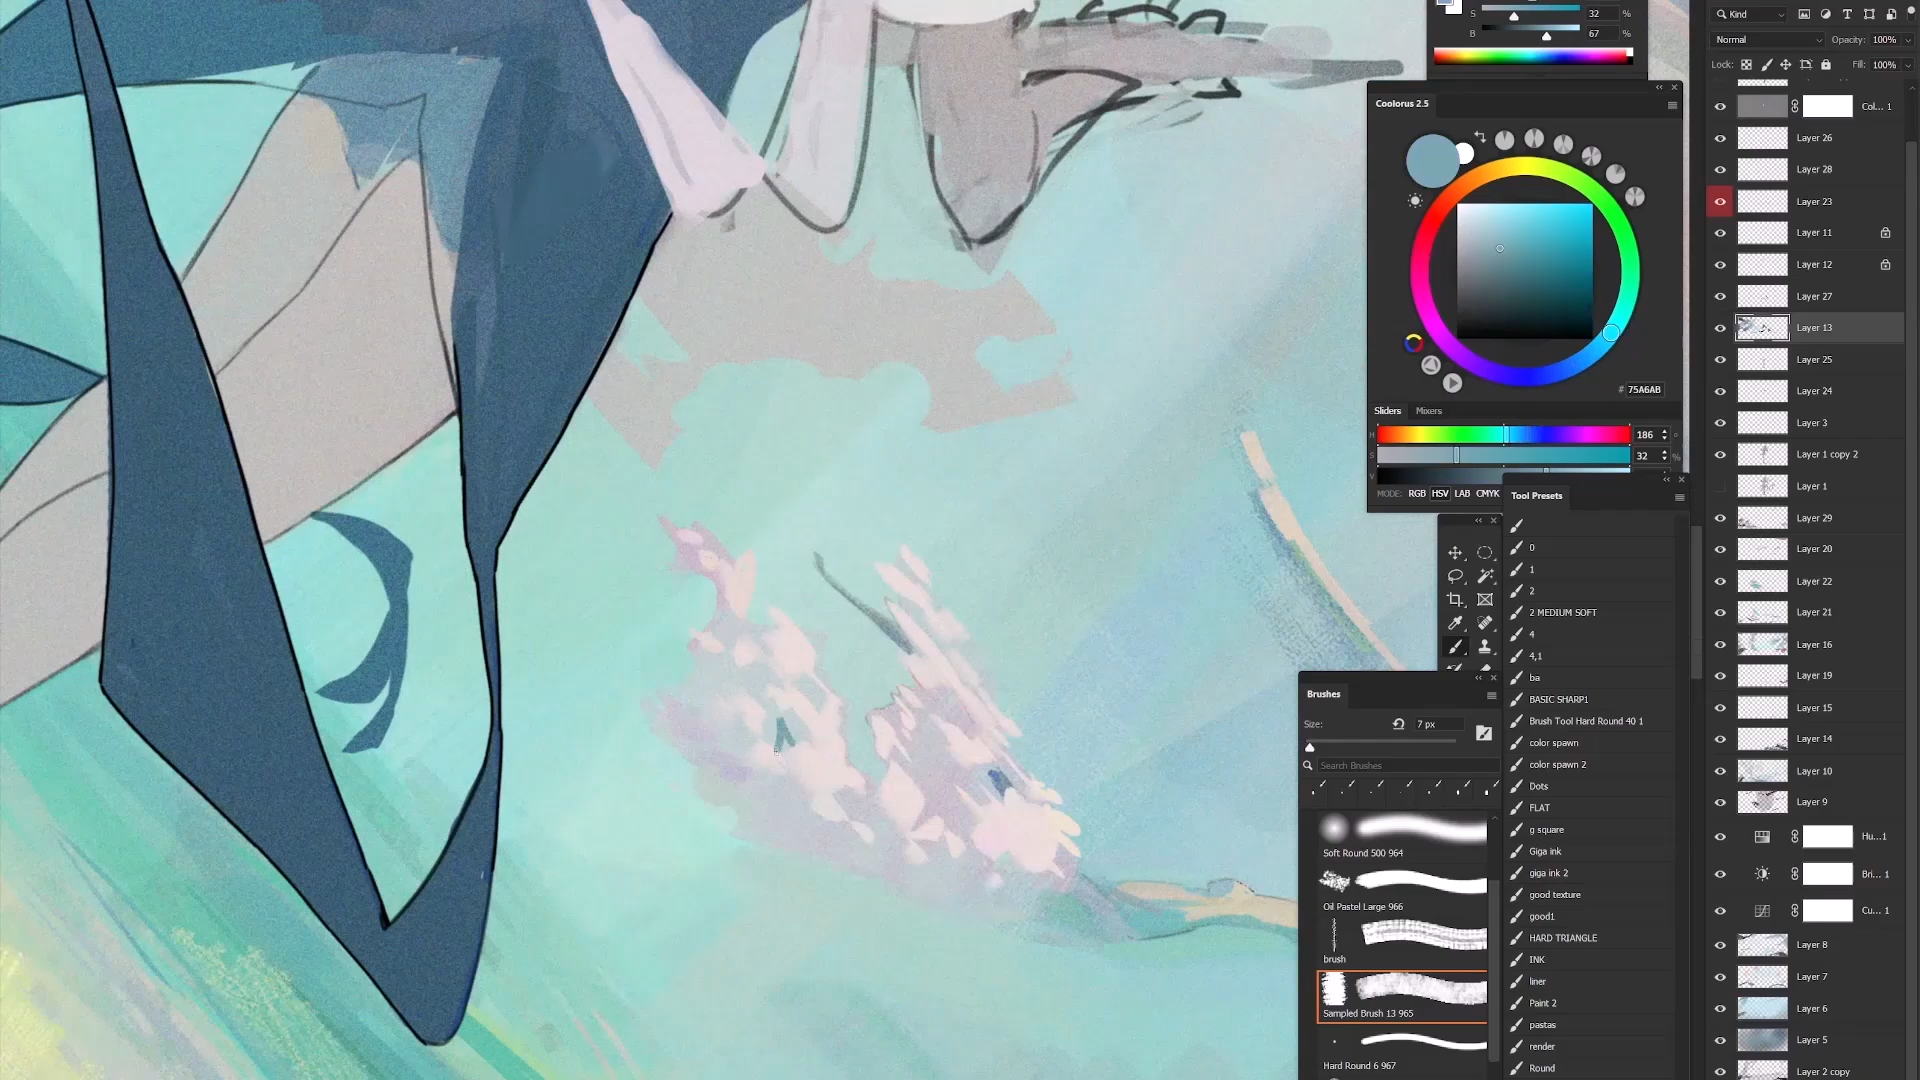 S 32 %
B 67 %
Coolorus 2.5
# 75A6AB
Sliders Mixers
H 186 °
S 32 %
V
MODE: RGB HSV LAB CMYK
Tool Presets
0
1
2
2 MEDIUM SOFT
4
4,1
ba
BASIC SHARP1
Brush Tool Hard Round 40 1
color spawn
color spawn 2
Dots
FLAT
g square
Giga ink
giga ink 2
good texture
good1
HARD TRIANGLE
INK
liner
Paint 2
pastas
render
Round
Brushes
Size: 7 px
Search Brushes
Soft Round 500 964
Oil Pastel Large 966
brush
Sampled Brush 13 965
Hard Round 6 967
Kind
Normal Opacity: 100%
Lock: Fill: 100%
Col... 1
Layer 26
Layer 28
Layer 23
Layer 11
Layer 12
Layer 27
Layer 13
Layer 25
Layer 24
Layer 3
Layer 1 copy 2
Layer 1
Layer 29
Layer 20
Layer 22
Layer 21
Layer 16
Layer 19
Layer 15
Layer 14
Layer 10
Layer 9
Hu...1
Bri... 1
Cu... 1
Layer 8
Layer 7
Layer 6
Layer 5
Layer 2 copy